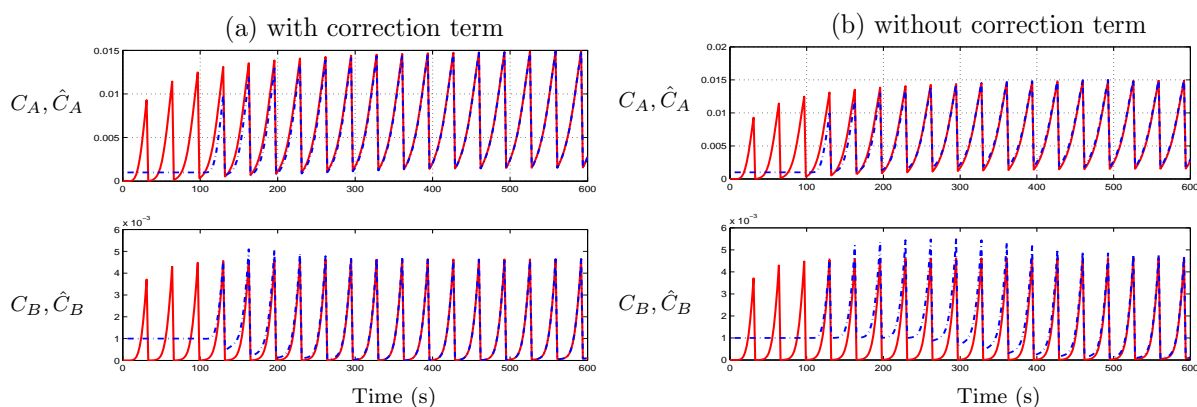 (a) with correction term
(b) without correction term
0.015
0.01
0.005
0
C_A, Ĉ_A
0 100 200 300 400 500 600
0.02
0.015
0.01
0.005
0
C_A, Ĉ_A
0 100 200 300 400 500 600
x 10⁻³
6
5
4
3
2
1
0
C_B, Ĉ_B
0 100 200 300 400 500 600
Time (s)
x 10⁻³
6
5
4
3
2
1
0
C_B, Ĉ_B
0 100 200 300 400 500 600
Time (s)